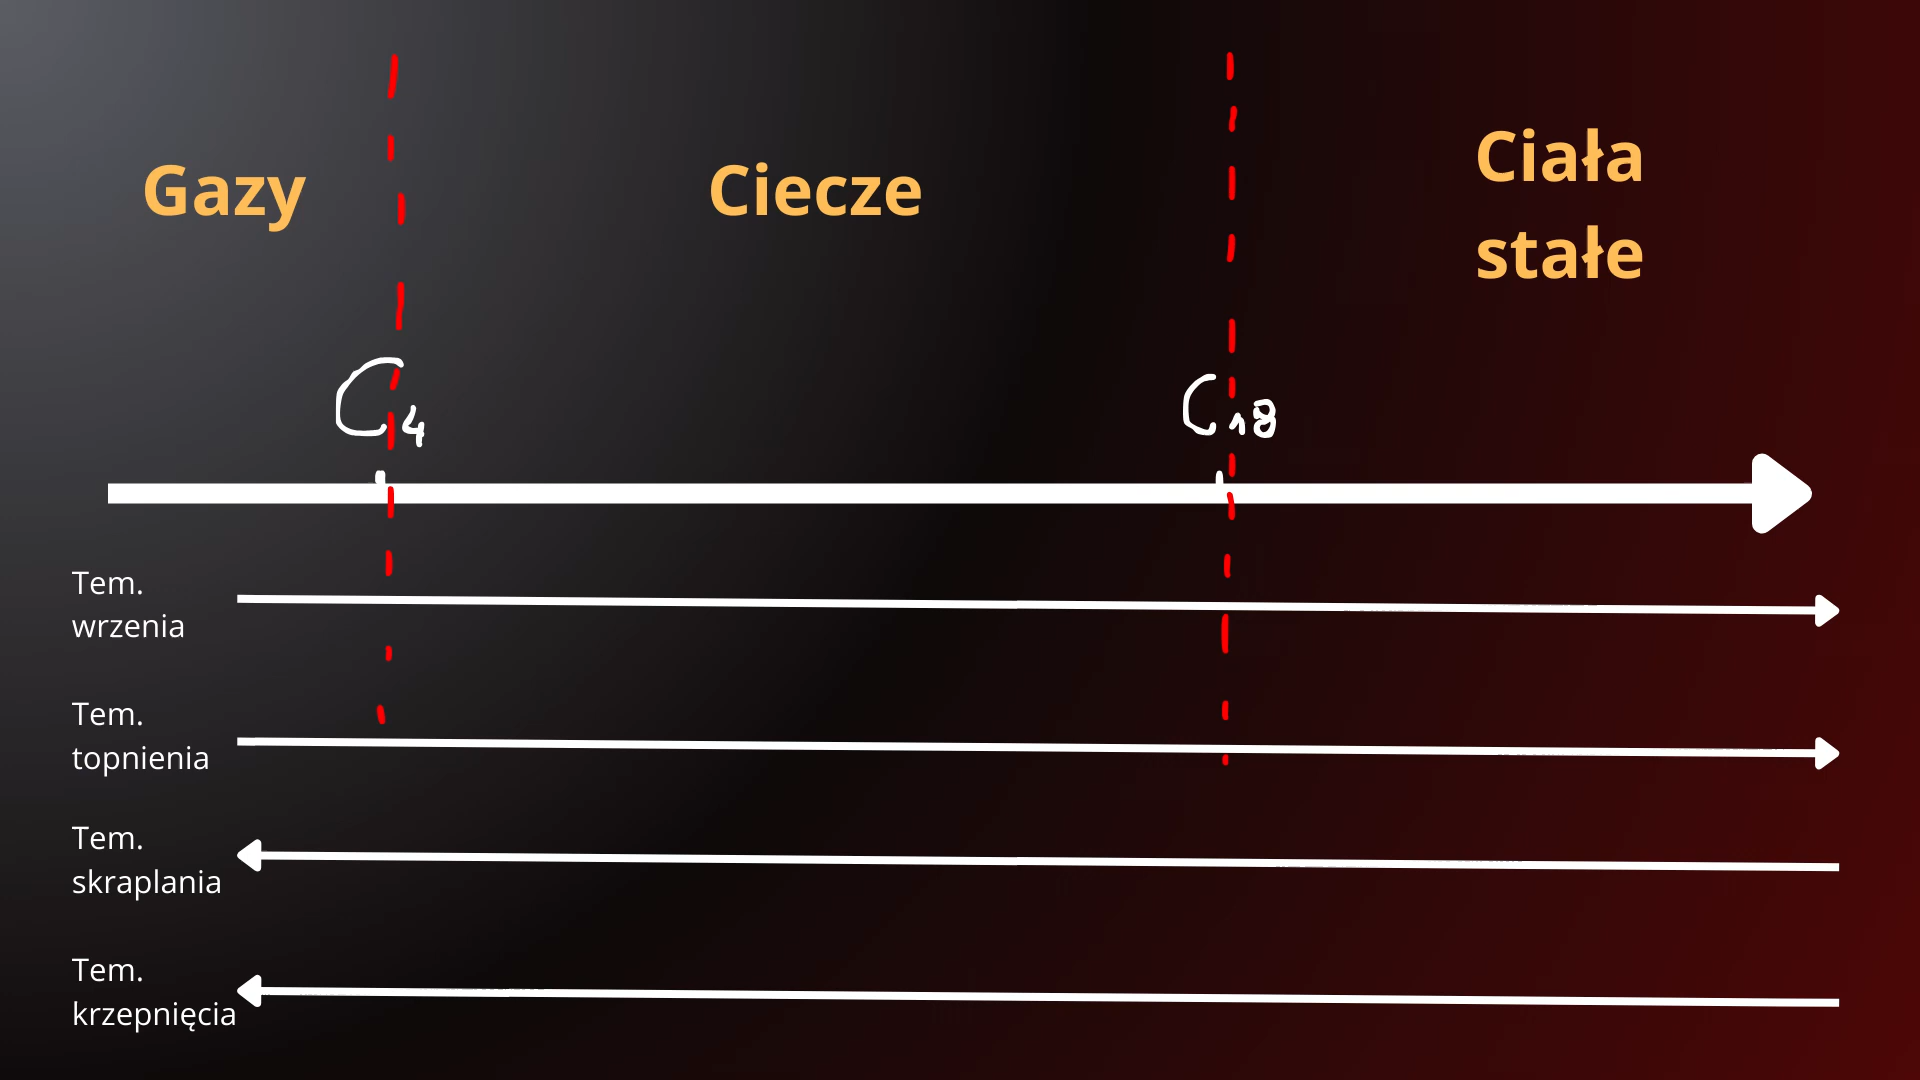 Gazy
Ciecze
Ciała
stałe
C4
C18
Tem.
wrzenia
Tem.
topnienia
Tem.
skraplania
Tem.
krzepnięcia